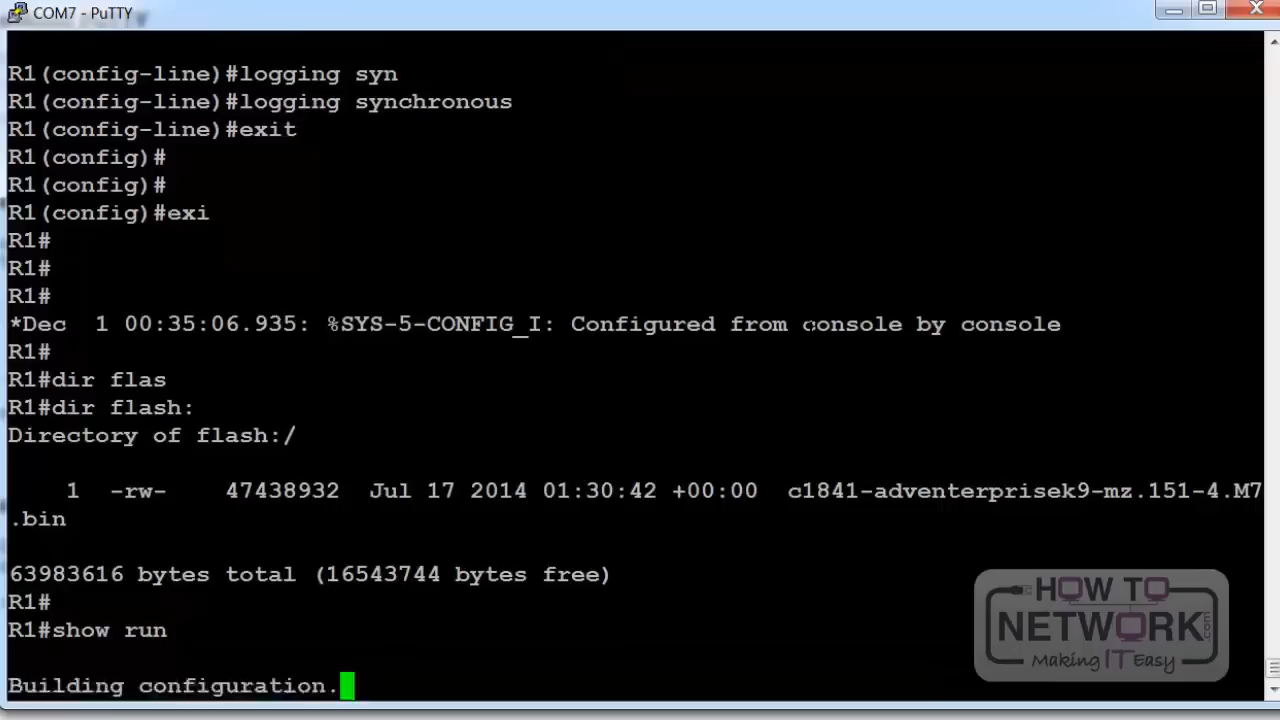 COM7 - PuTTY
R1(config-line)#logging syn
R1(config-line)#logging synchronous
R1(config-line)#exit
R1(config)#
R1(config)#
R1(config)#exi
R1#
R1#
R1#
*Dec  1 00:35:06.935: %SYS-5-CONFIG_I: Configured from console by console
R1#
R1#dir flas
R1#dir flash:
Directory of flash:/
    1  -rw-    47438932  Jul 17 2014 01:30:42 +00:00  c1841-adventerprisek9-mz.151-4.M7
.bin
63983616 bytes total (16543744 bytes free)
R1#
R1#show run
Building configuration.
HOW TO
NETWORK.com
Making IT Easy